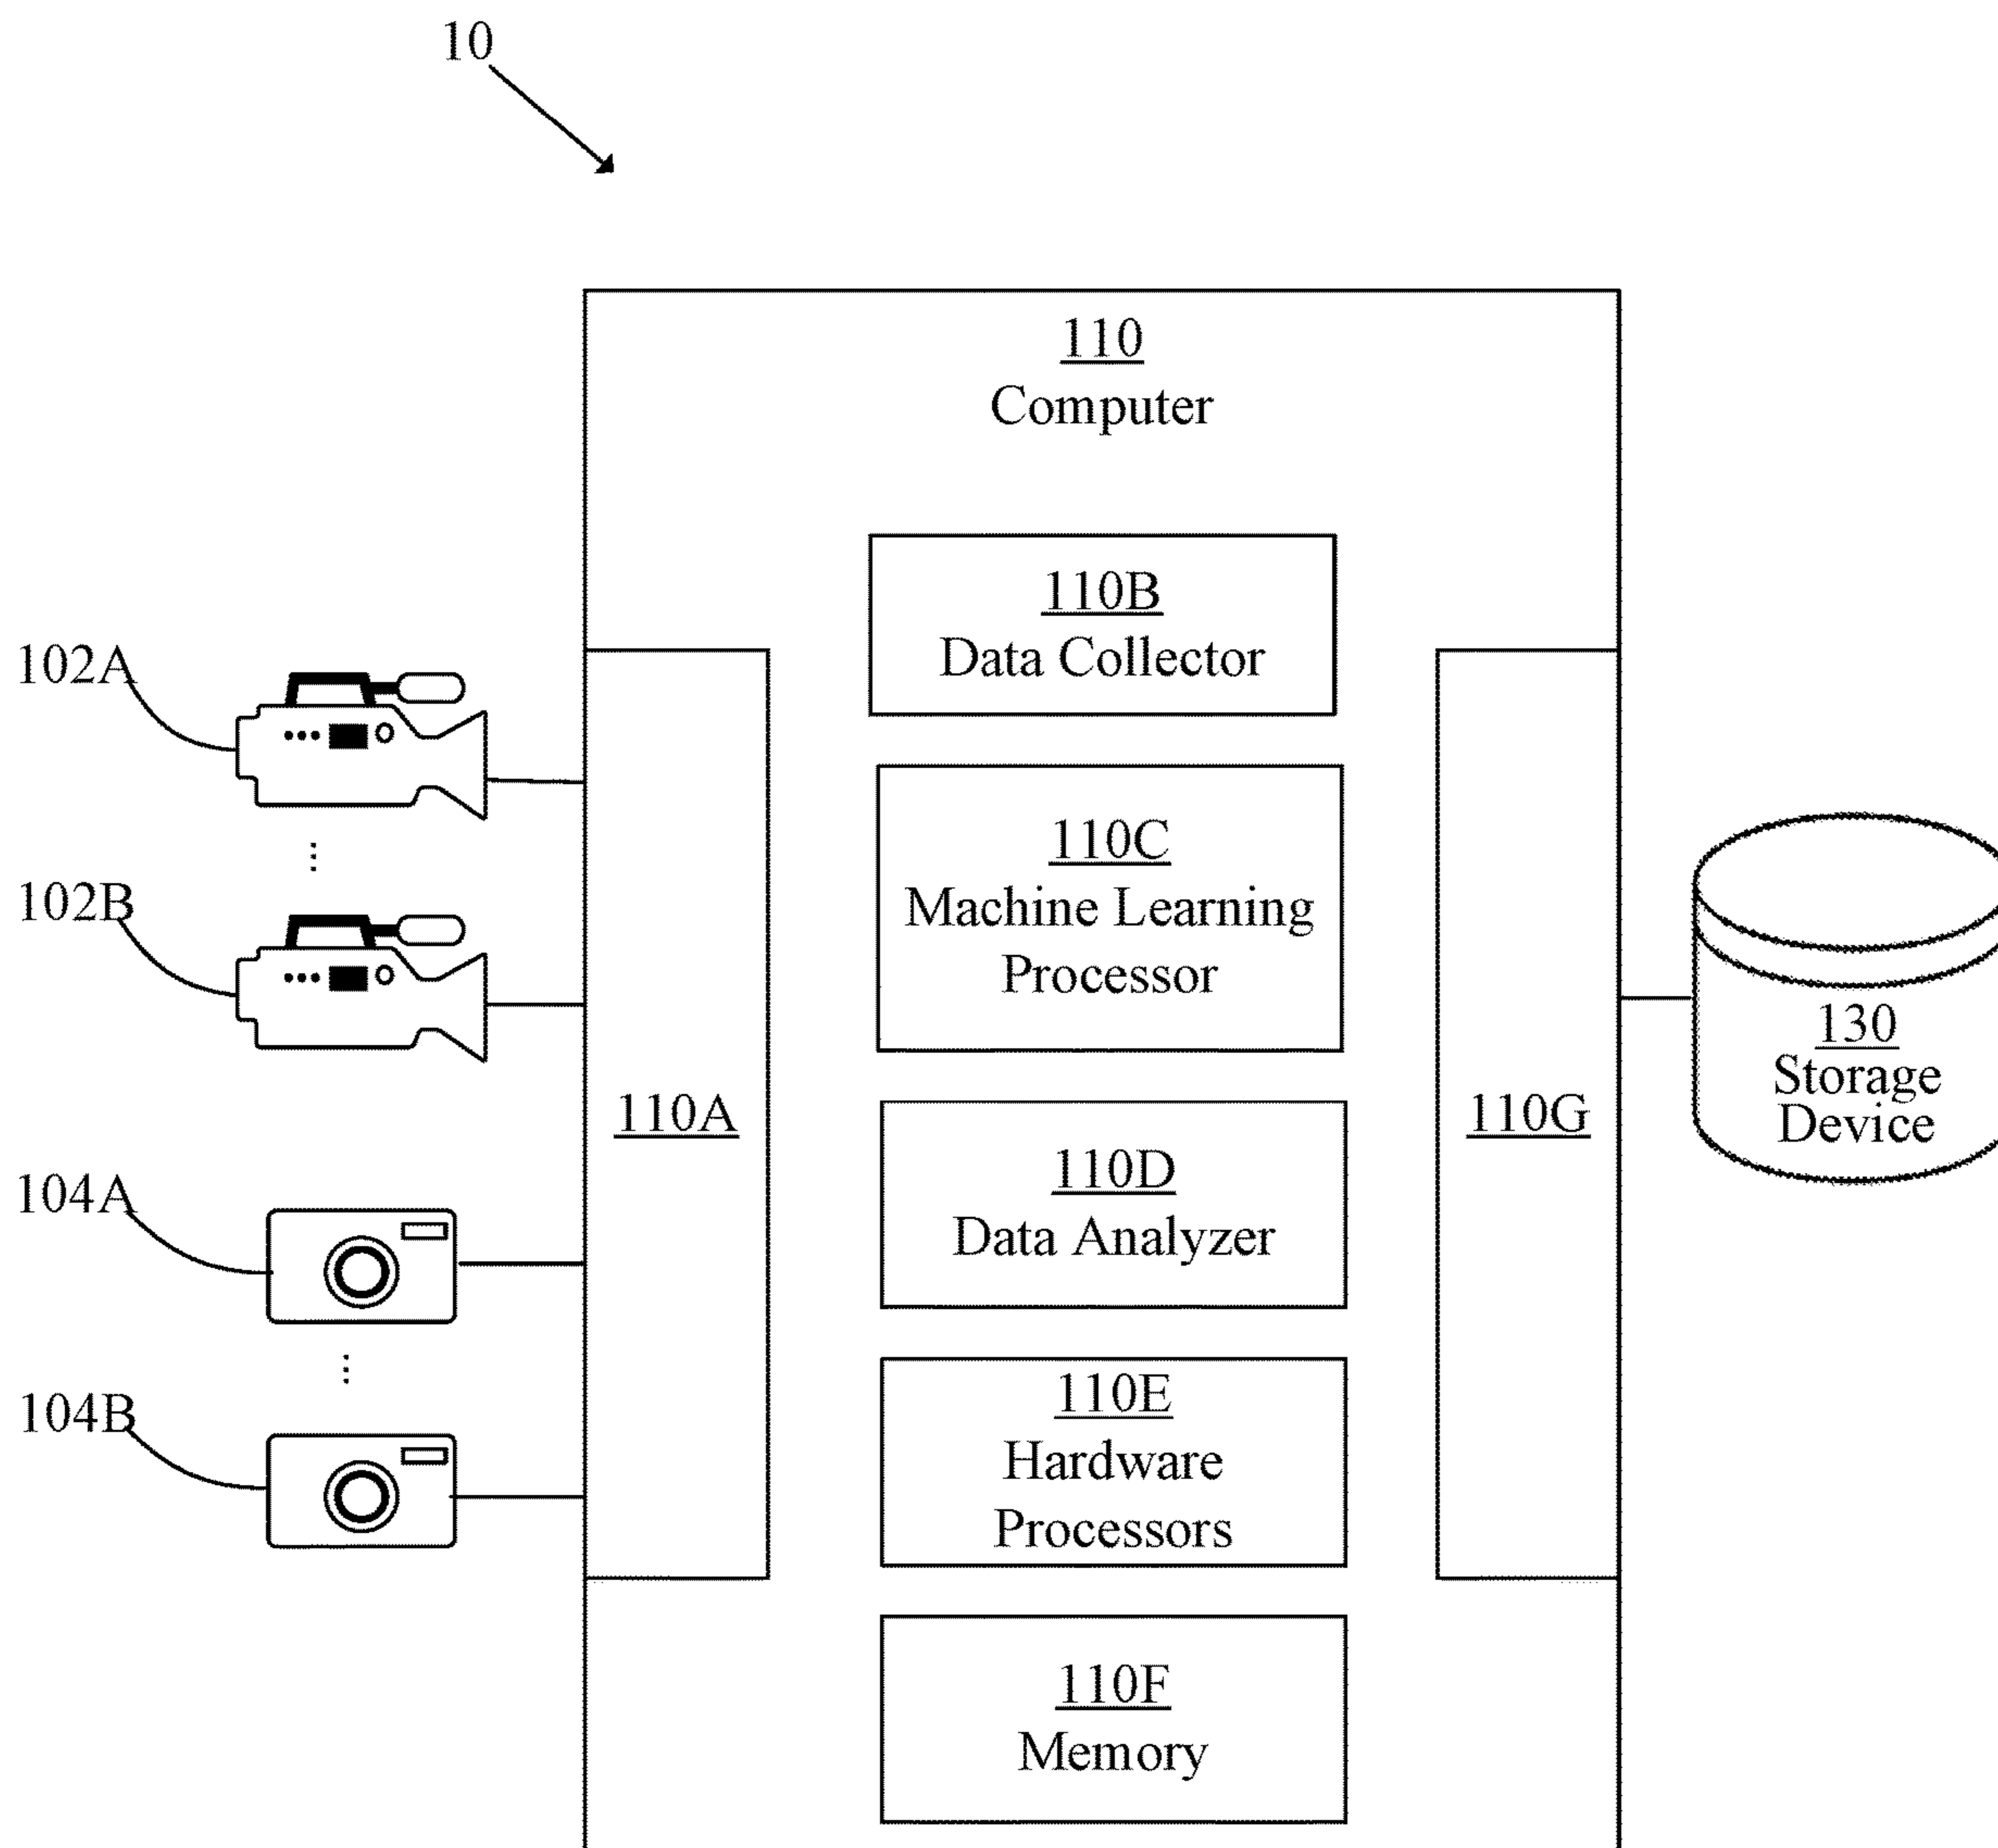 10
110
Computer
110B
Data Collector
102A
110C
Machine Learning
Processor
102B
110A
110G
130
Storage
Device
110D
Data Analyzer
104A
110E
Hardware
Processors
104B
110F
Memory